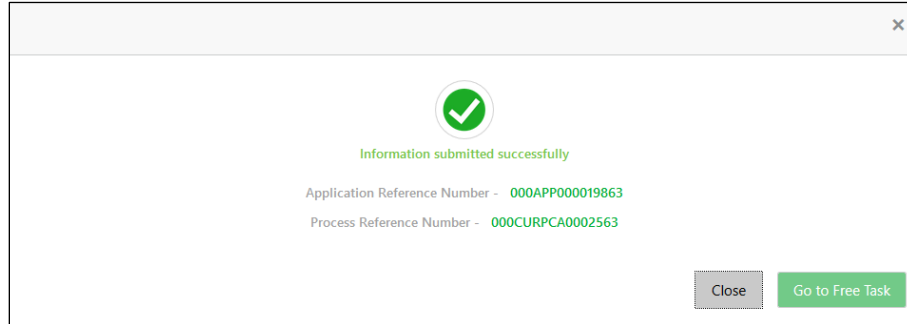 ×
Information submitted successfully
Application Reference Number - 000APP000019863
Process Reference Number - 000CURPCA0002563
Close Go to Free Task